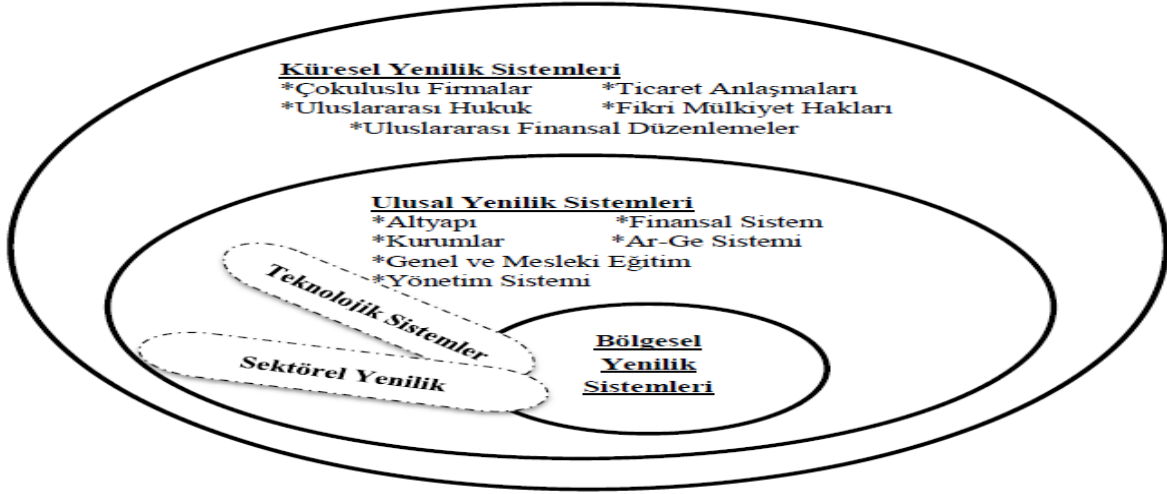 Küresel Yenilik Sistemleri
*Çokuluslu Firmalar *Ticaret Anlaşmaları
*Uluslararası Hukuk *Fikri Mülkiyet Hakları
*Uluslararası Finansal Düzenlemeler
Ulusal Yenilik Sistemleri
*Altyapı *Finansal Sistem
*Kurumlar *Ar-Ge Sistemi
*Genel ve Mesleki Eğitim
*Yönetim Sistemi
Teknolojik Sistemler
Sektörel Yenilik
Bölgesel
Yenilik
Sistemleri